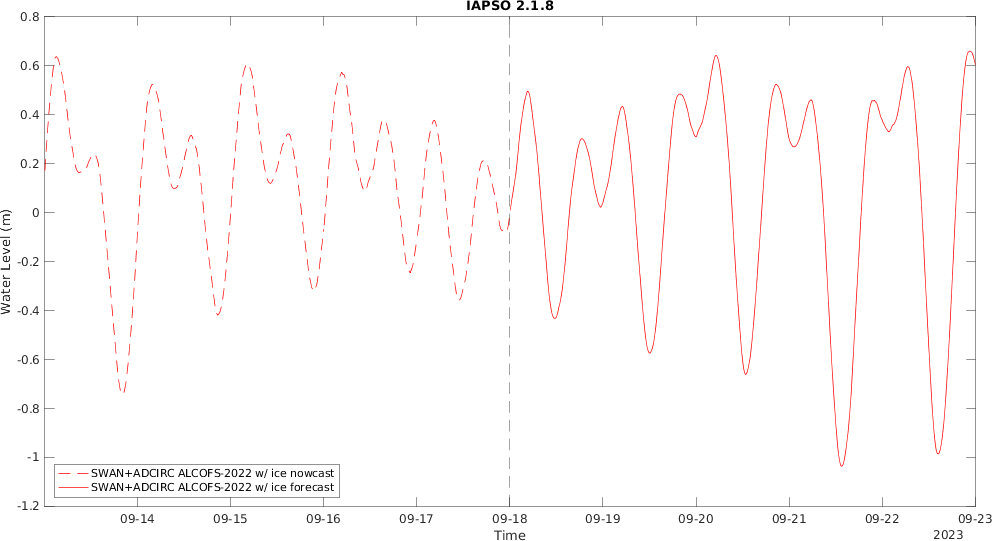 IAPSO 2.1.8
0.8
0.6
0.4
0.2
0
-0.2
-0.4
-0.6
-0.8
-1
-1.2
Water Level (m)
SWAN+ADCIRC ALCOFS-2022 w/ ice nowcast
SWAN+ADCIRC ALCOFS-2022 w/ ice forecast
09-14 09-15 09-16 09-17 09-18 09-19 09-20 09-21 09-22 09-23
Time
2023